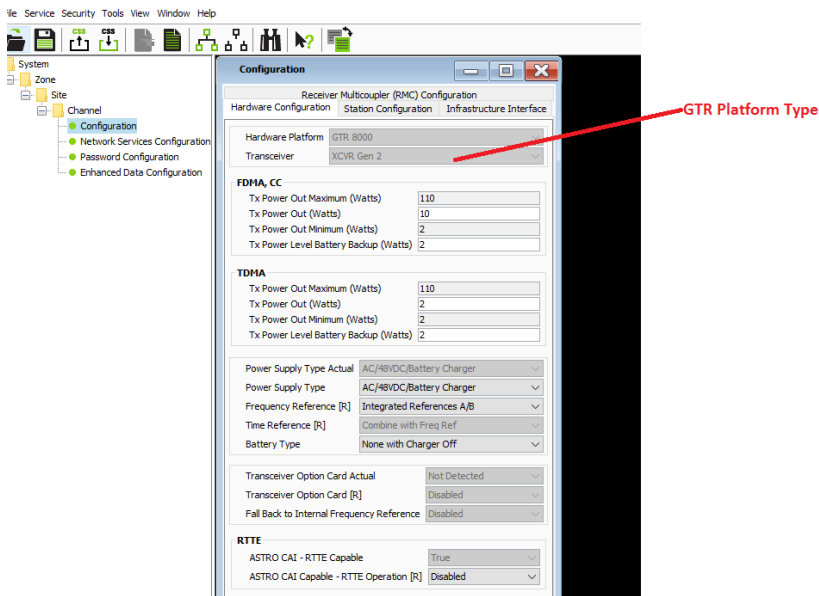 File Service Security Tools View Window Help
CSS CSS
System
Zone
Site
Channel
Configuration
Network Services Configuration
Password Configuration
Enhanced Data Configuration
Configuration
Receiver Multicoupler (RMC) Configuration
Hardware Configuration Station Configuration Infrastructure Interface
GTR Platform Type
Hardware Platform GTR 8000
Transceiver XCVR Gen 2
FDMA, CC
Tx Power Out Maximum (Watts) 110
Tx Power Out (Watts) 10
Tx Power Out Minimum (Watts) 2
Tx Power Level Battery Backup (Watts) 2
TDMA
Tx Power Out Maximum (Watts) 110
Tx Power Out (Watts) 2
Tx Power Out Minimum (Watts) 2
Tx Power Level Battery Backup (Watts) 2
Power Supply Type Actual AC/48VDC/Battery Charger
Power Supply Type AC/48VDC/Battery Charger
Frequency Reference [R] Integrated References A/B
Time Reference [R] Combine with Freq Ref
Battery Type None with Charger Off
Transceiver Option Card Actual Not Detected
Transceiver Option Card [R] Disabled
Fall Back to Internal Frequency Reference Disabled
RTTE
ASTRO CAI - RTTE Capable True
ASTRO CAI Capable - RTTE Operation [R] Disabled